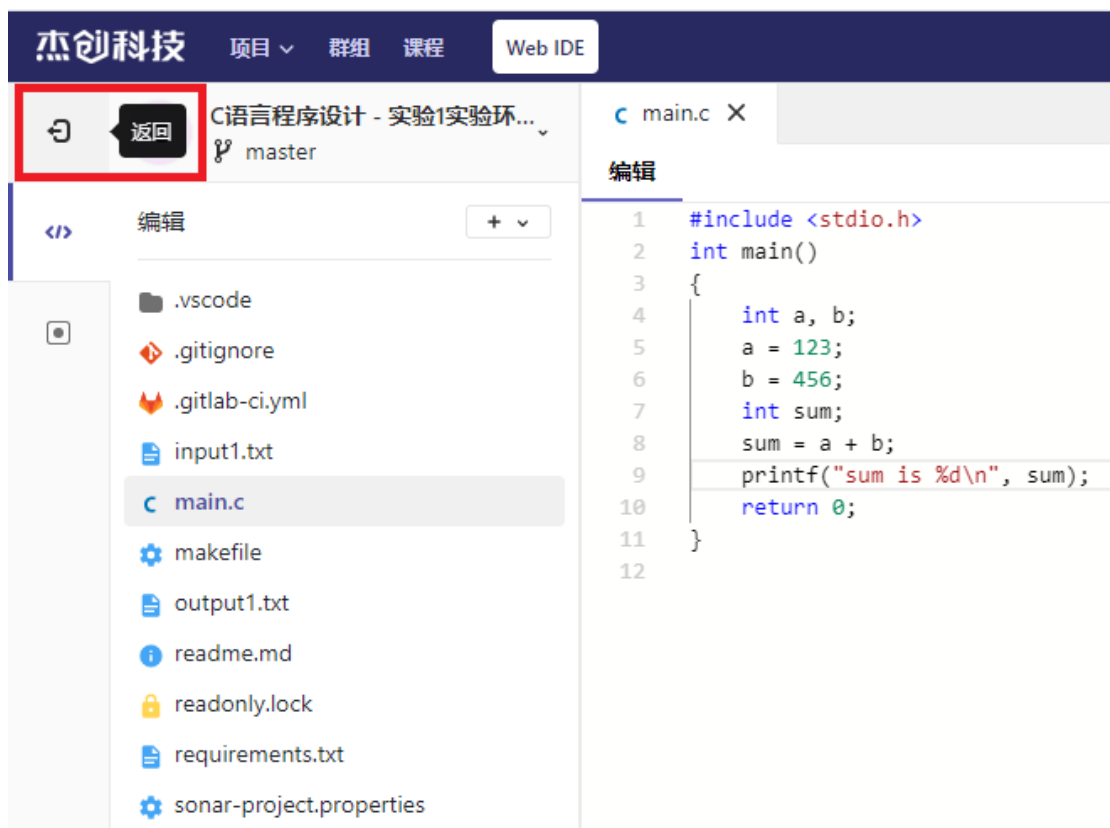 杰创科技 项目 群组 课程 Web IDE
返回
C语言程序设计 - 实验1实验环...
master
编辑
.vscode
.gitignore
.gitlab-ci.yml
input1.txt
main.c
makefile
output1.txt
readme.md
readonly.lock
requirements.txt
sonar-project.properties
main.c
编辑
1 #include <stdio.h>
2 int main()
3 {
4     int a, b;
5     a = 123;
6     b = 456;
7     int sum;
8     sum = a + b;
9     printf("sum is %d\n", sum);
10     return 0;
11 }
12